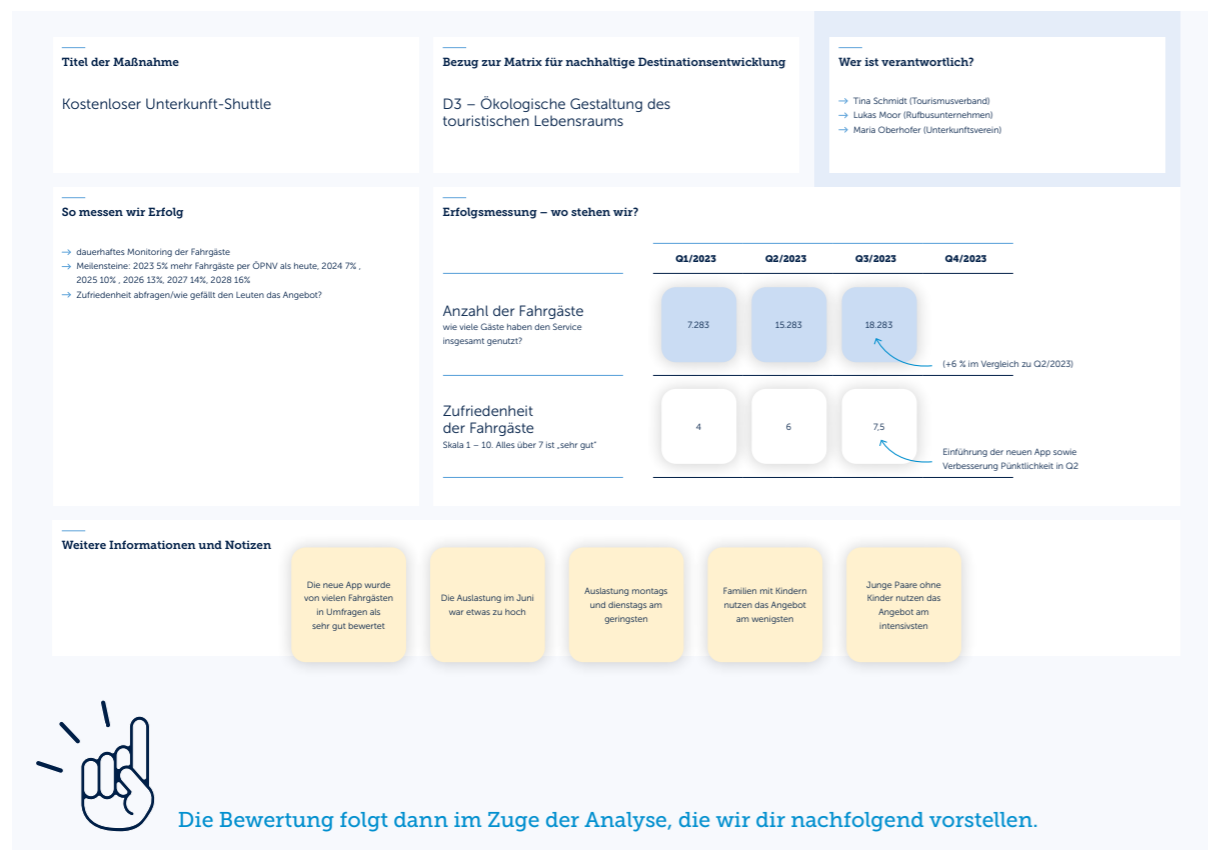 Titel der Maßnahme
Kostenloser Unterkunft-Shuttle
Bezug zur Matrix für nachhaltige Destinationsentwicklung
D3 – Ökologische Gestaltung des
touristischen Lebensraums
Wer ist verantwortlich?
→ Tina Schmidt (Tourismusverband)
→ Lukas Moor (Rufbusunternehmen)
→ Maria Oberhofer (Unterkunftsverein)
So messen wir Erfolg
→ dauerhaftes Monitoring der Fahrgäste
→ Meilensteine: 2023 5% mehr Fahrgäste per ÖPNV als heute, 2024 7% ,
2025 10% , 2026 13%, 2027 14%, 2028 16%
→ Zufriedenheit abfragen/wie gefällt den Leuten das Angebot?
Erfolgsmessung – wo stehen wir?
Q1/2023 Q2/2023 Q3/2023 Q4/2023
Anzahl der Fahrgäste
wie viele Gäste haben den Service
insgesamt genutzt?
7.283 15.283 18.283
(+6 % im Vergleich zu Q2/2023)
Zufriedenheit
der Fahrgäste
Skala 1 – 10. Alles über 7 ist „sehr gut“
4 6 7,5
Einführung der neuen App sowie
Verbesserung Pünktlichkeit in Q2
Weitere Informationen und Notizen
Die neue App wurde
von vielen Fahrgästen
in Umfragen als
sehr gut bewertet
Die Auslastung im Juni
war etwas zu hoch
Auslastung montags
und dienstags am
geringsten
Familien mit Kindern
nutzen das Angebot
am wenigsten
Junge Paare ohne
Kinder nutzen das
Angebot am
intensivsten
Die Bewertung folgt dann im Zuge der Analyse, die wir dir nachfolgend vorstellen.